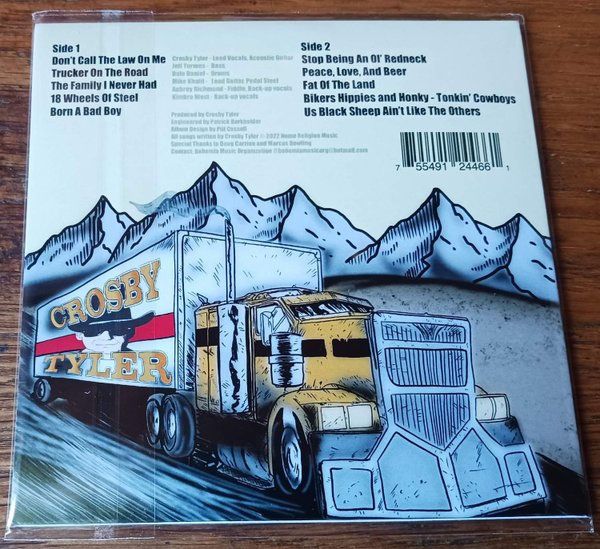 Side 1
Don't Call The Law On Me
Trucker On The Road
The Family I Never Had
18 Wheels Of Steel
Born A Bad Boy
Crosby Tyler - Lead Vocals, Acoustic Guitar
Jeff Turmes - Bass
Dale Daniel - Drums
Mike Khalil - Lead Guitar, Pedal Steel
Aubrey Richmond - Fiddle, Back-up vocals
Kimbra West - Back-up vocals
Produced by Crosby Tyler
Engineered by Patrick Burkholder
Album Design by
All songs written by Crosby Tyler © 2022 Nomo Religion Music
Special Thanks to Doug Carrion and Marcus Dowling
Contact: Bohemia Music
Side 2
Stop Being An Ol' Redneck
Peace, Love, And Beer
Fat Of The Land
Bikers Hippies and Honky - Tonkin' Cowboys
Us Black Sheep Ain't Like The Others
7 55491 24466 1
CROSBY
TYLER